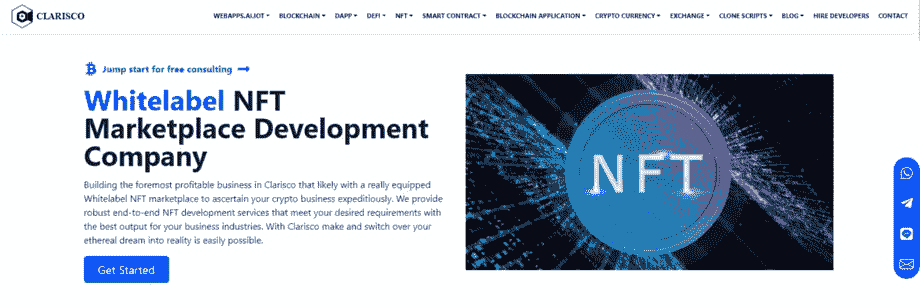 CLARISCO
WEBAPPS.AI,IOT BLOCKCHAIN DAPP DEFI NFT SMART CONTRACT BLOCKCHAIN APPLICATION CRYPTO CURRENCY EXCHANGE CLONE SCRIPTS BLOG HIRE DEVELOPERS CONTACT
Jump start for free consulting
Whitelabel NFT
Marketplace Development
Company
Building the foremost profitable business in Clarisco that likely with a really equipped
Whitelabel NFT marketplace to ascertain your crypto business expeditiously. We provide
robust end-to-end NFT development services that meet your desired requirements with
the best output for your business industries. With Clarisco make and switch over your
ethereal dream into reality is easily possible.
Get Started
NFT